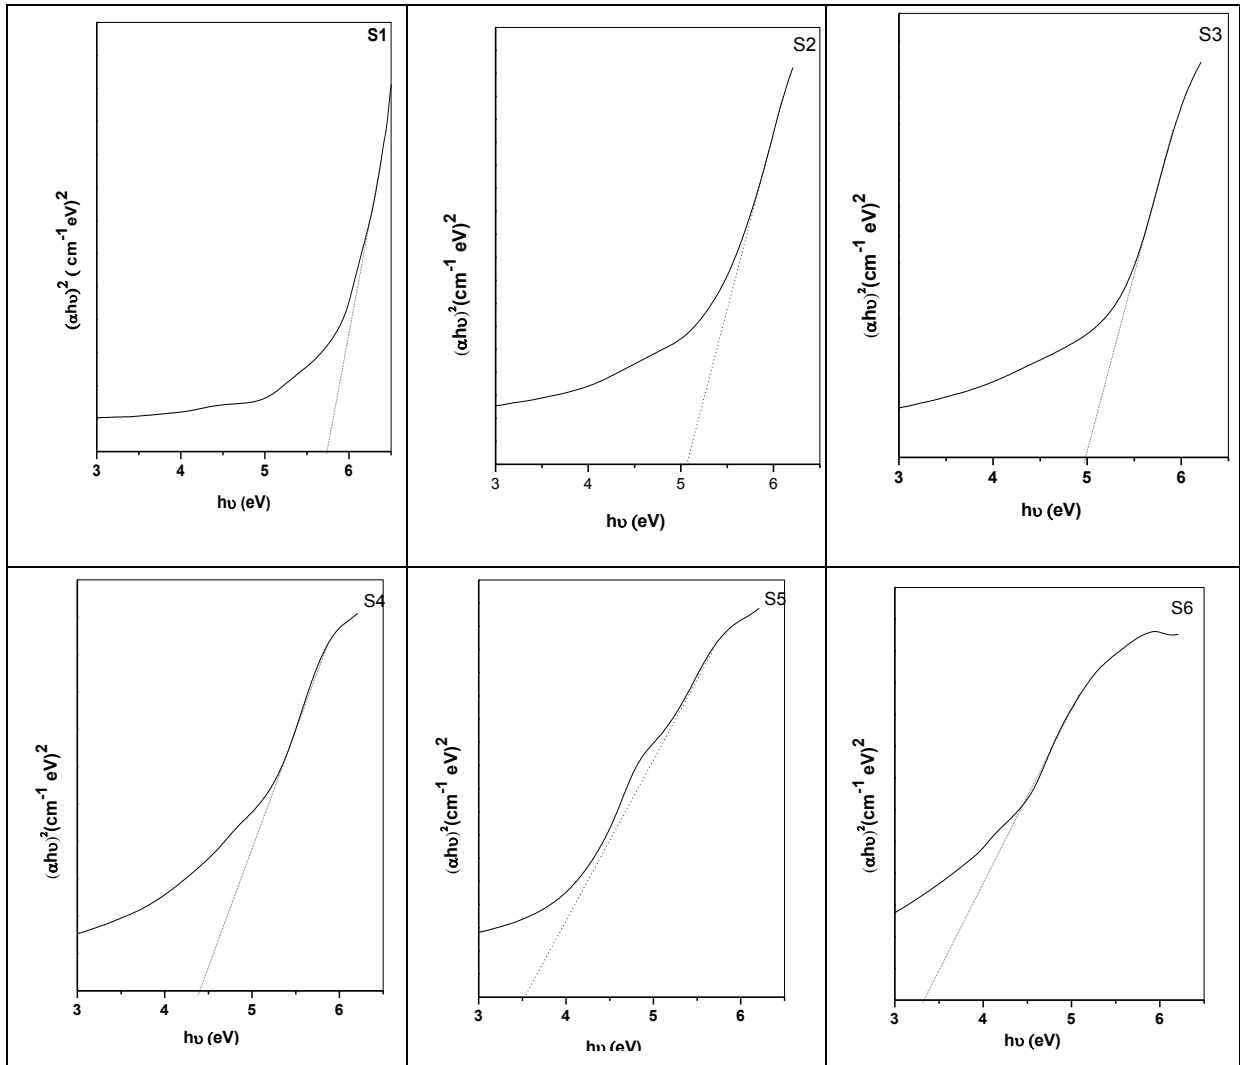 S1
(αhυ)² ( cm⁻¹ eV)²
3 4 5 6
hυ (eV)
S2
(αhυ)²(cm⁻¹ eV)²
3 4 5 6
hυ (eV)
S3
(αhυ)²(cm⁻¹ eV)²
3 4 5 6
hυ (eV)
S4
(αhυ)²(cm⁻¹ eV)²
3 4 5 6
hυ (eV)
S5
(αhυ)²(cm⁻¹ eV)²
3 4 5 6
hυ (eV)
S6
(αhυ)²(cm⁻¹ eV)²
3 4 5 6
hυ (eV)